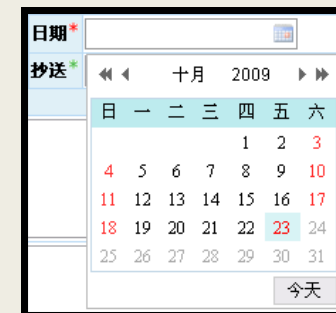 日期*
抄送*
十月 2009
日 一 二 三 四 五 六
1 2 3
4 5 6 7 8 9 10
11 12 13 14 15 16 17
18 19 20 21 22 23 24
25 26 27 28 29 30 31
今天